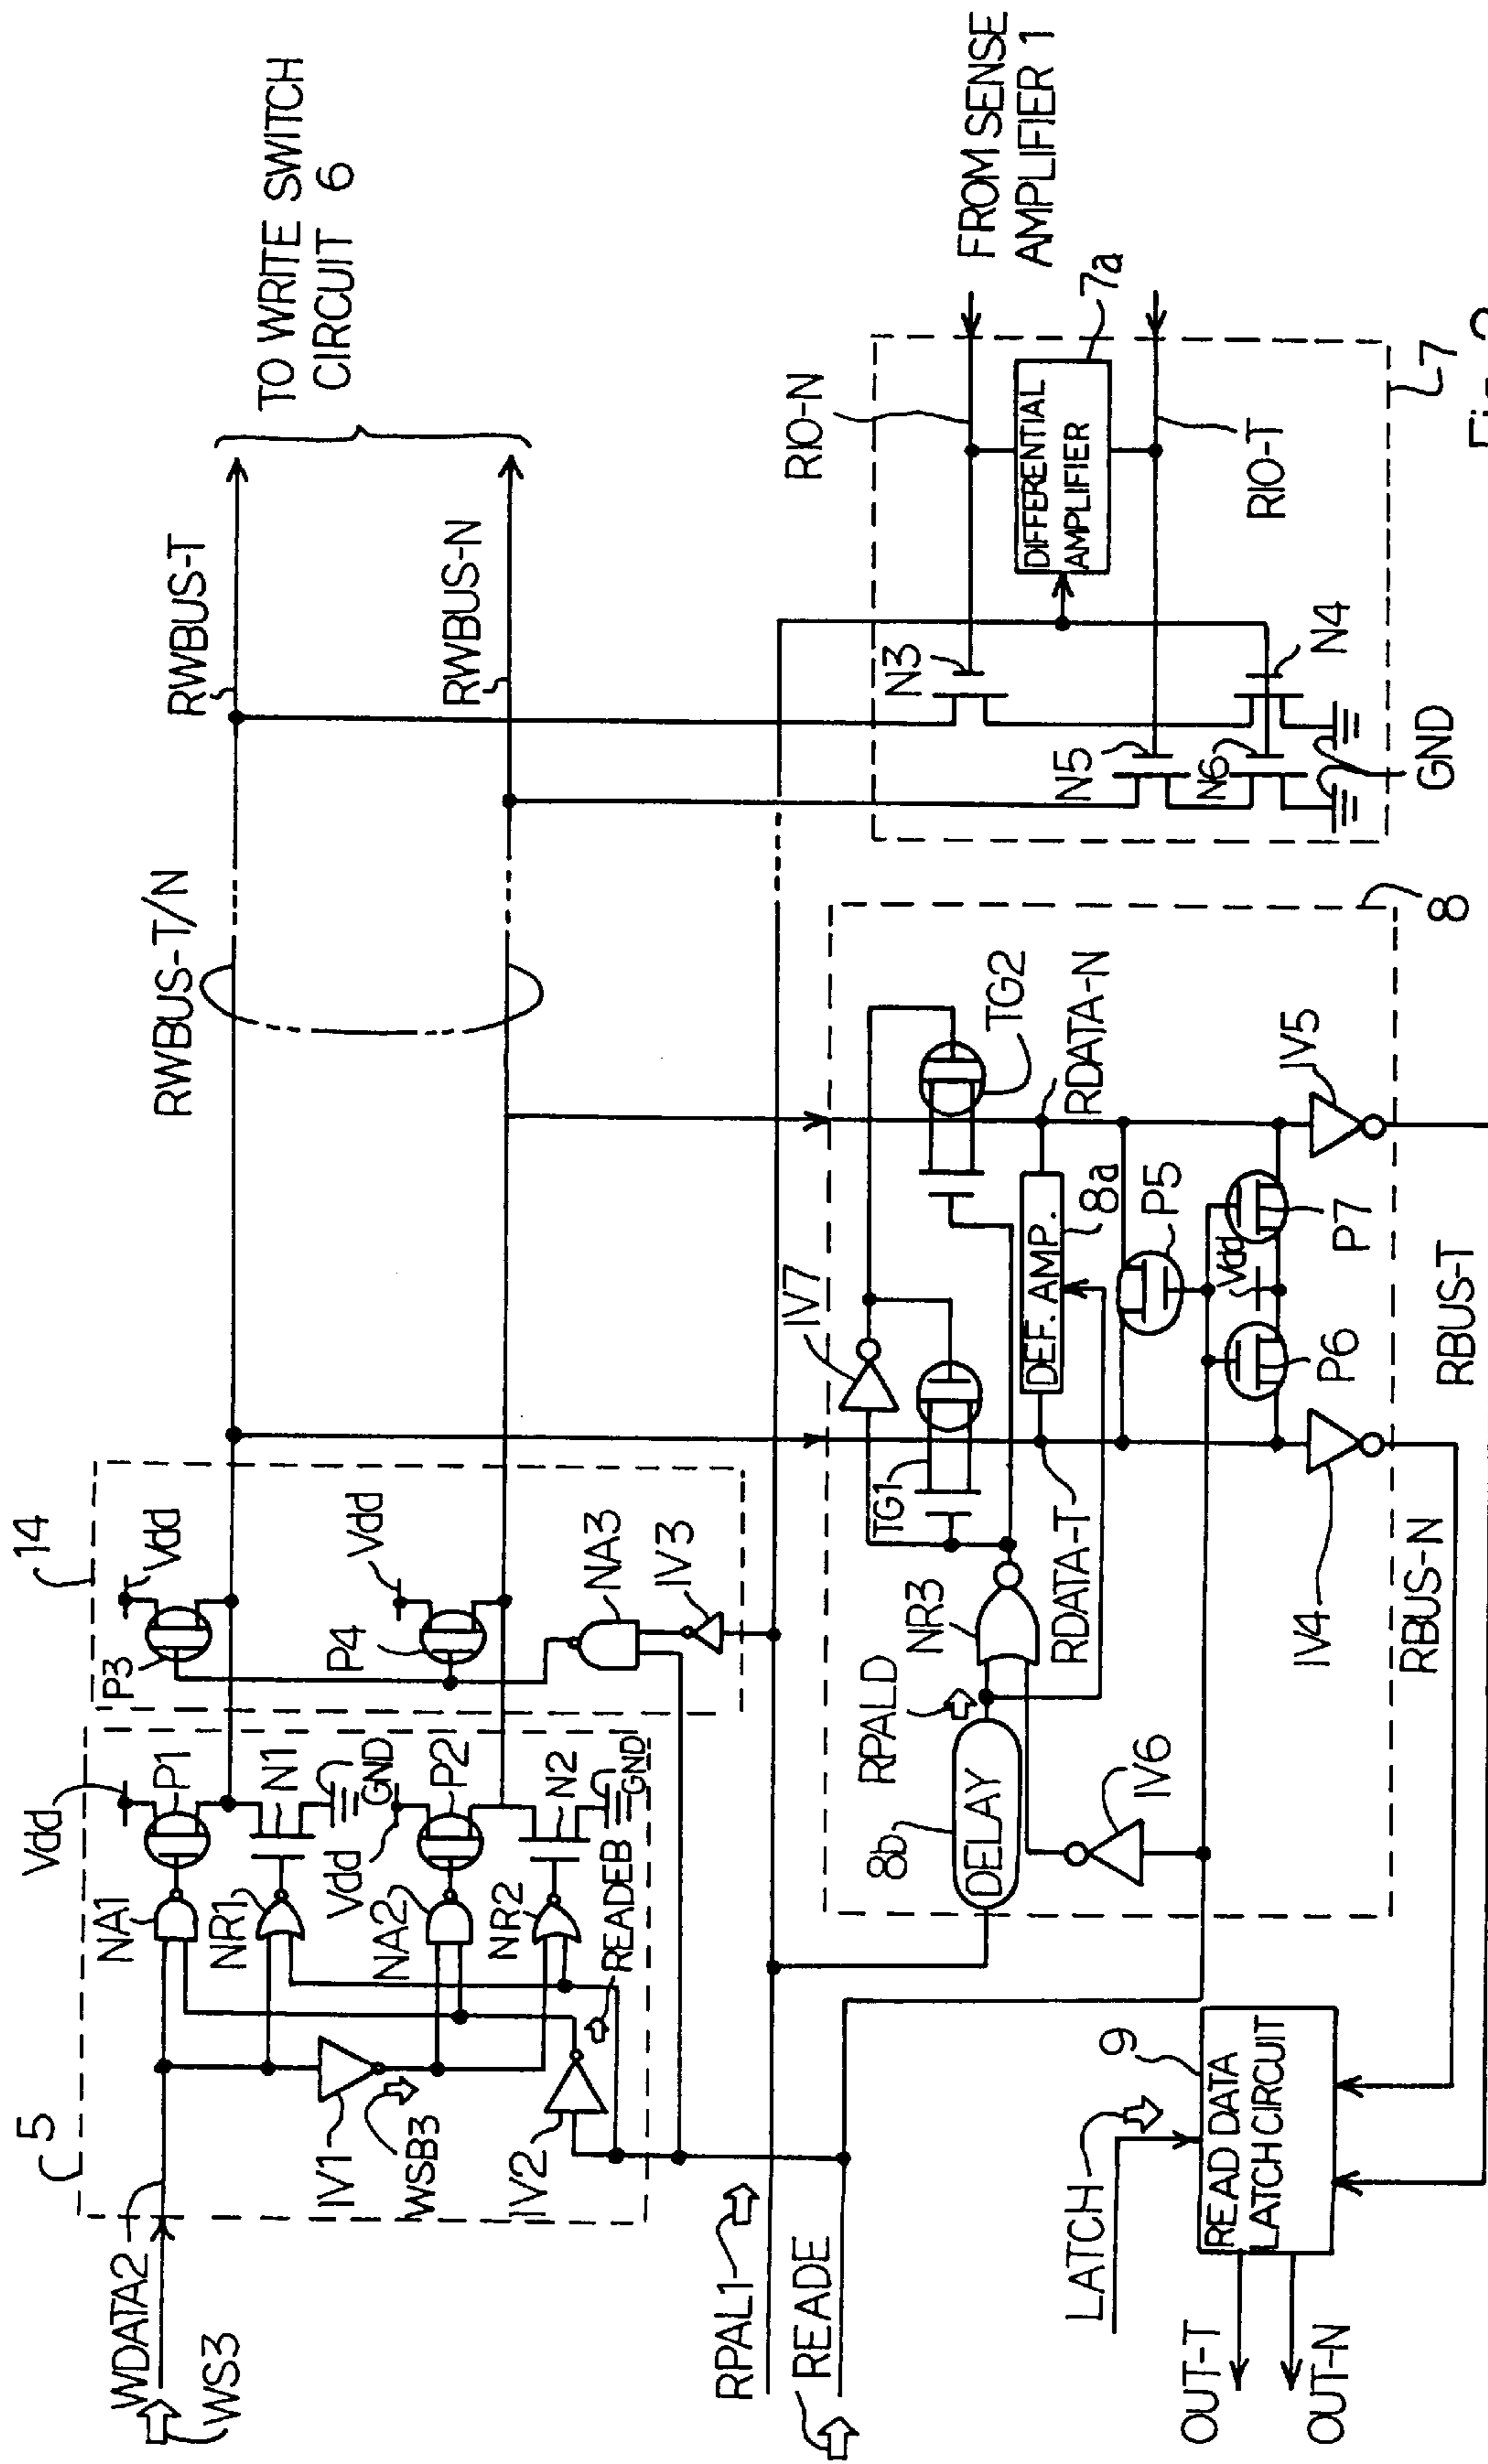 TO WRITE SWITCH
CIRCUIT 6
RWBUS-T
RWBUS-N
RWBUS-T/N
FROM SENSE
AMPLIFIER 1
RIO-N
DIFFERENTIAL
AMPLIFIER
7a
RIO-T
N3
N4
N5
N6
GND
7
14
Vdd
P3
Vdd
P4
NA3
IV3
5
Vdd
NA1
P1
NR1
N1
GND
Vdd
NA2
P2
NR2
N2
GND
READEB
WDATA2
WS3
IV1
WSB3
IV2
RPAL1
READE
8
TG2
RDATA-N
IV7
TG1
DEF. AMP.
8a
P5
NR3
RDATA-T
RPALD
8b
DELAY
IV6
Vdd
P6
P7
IV4
IV5
RBUS-N
RBUS-T
LATCH
9
READ DATA
LATCH CIRCUIT
OUT-T
OUT-N